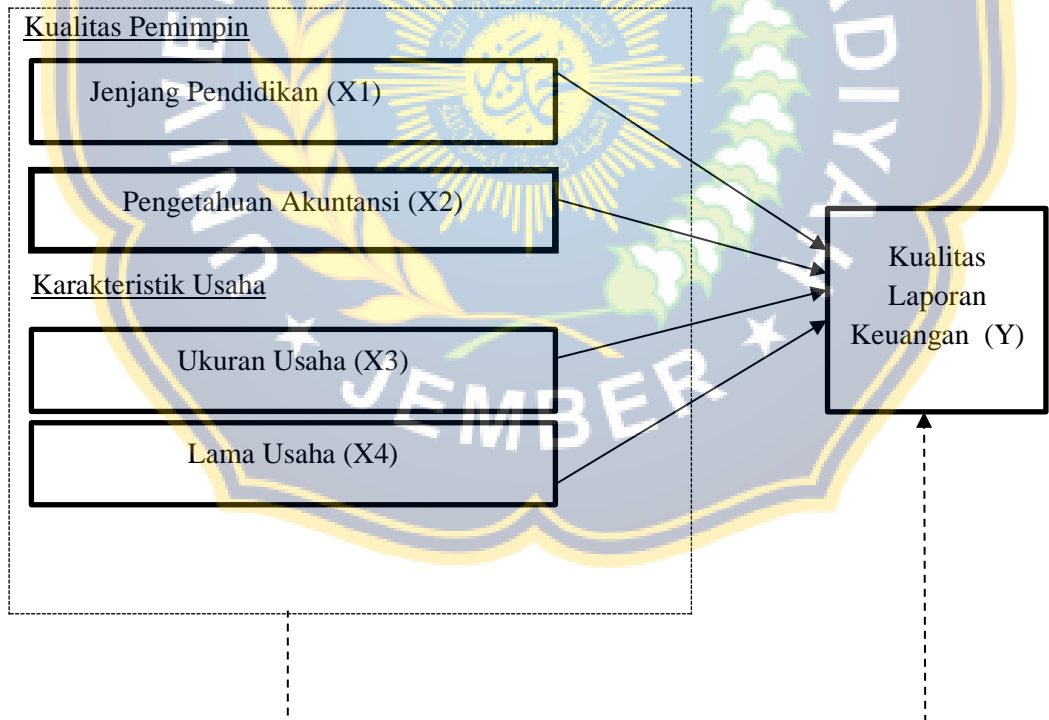 Kualitas Pemimpin
Jenjang Pendidikan (X1)
Pengetahuan Akuntansi (X2)
Karakteristik Usaha
Ukuran Usaha (X3)
Lama Usaha (X4)
Kualitas
Laporan
Keuangan (Y)
JEMBER